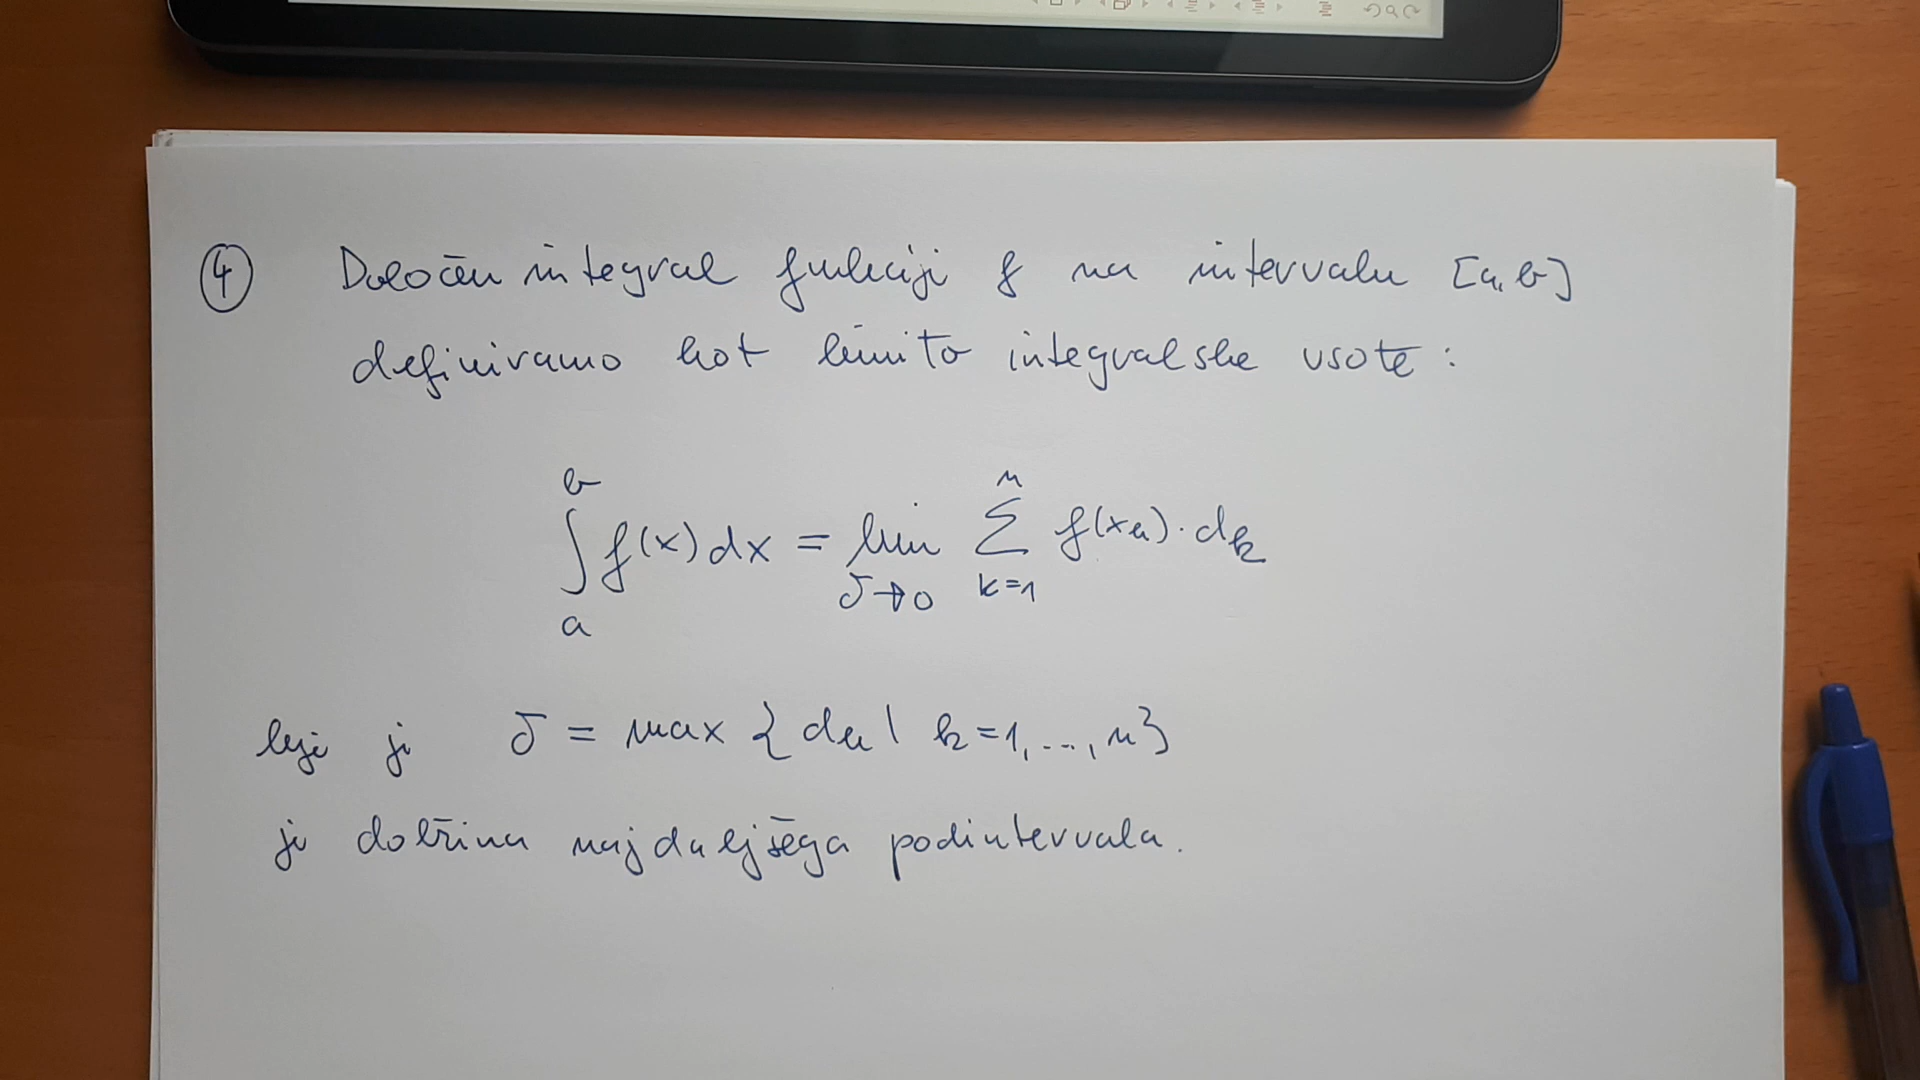 ④ Določen integral funkcije f na intervalu [a,b]
definiramo kot limito integralske vsote:
∫_a^b f(x) dx = lim_{δ→0} ∑_{k=1}^n f(x_k) · d_k
kjer je δ = max { d_k | k=1, ..., n }
je dolžina najdaljšega podintervala.